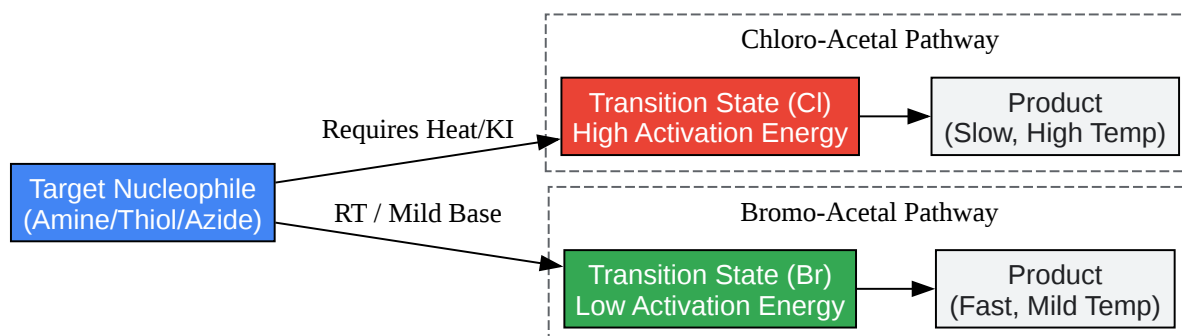 Chloro-Acetal Pathway
Transition State (Cl)
High Activation Energy
Product
(Slow, High Temp)
Requires Heat/KI
Target Nucleophile
(Amine/Thiol/Azide)
RT / Mild Base
Bromo-Acetal Pathway
Transition State (Br)
Low Activation Energy
Product
(Fast, Mild Temp)